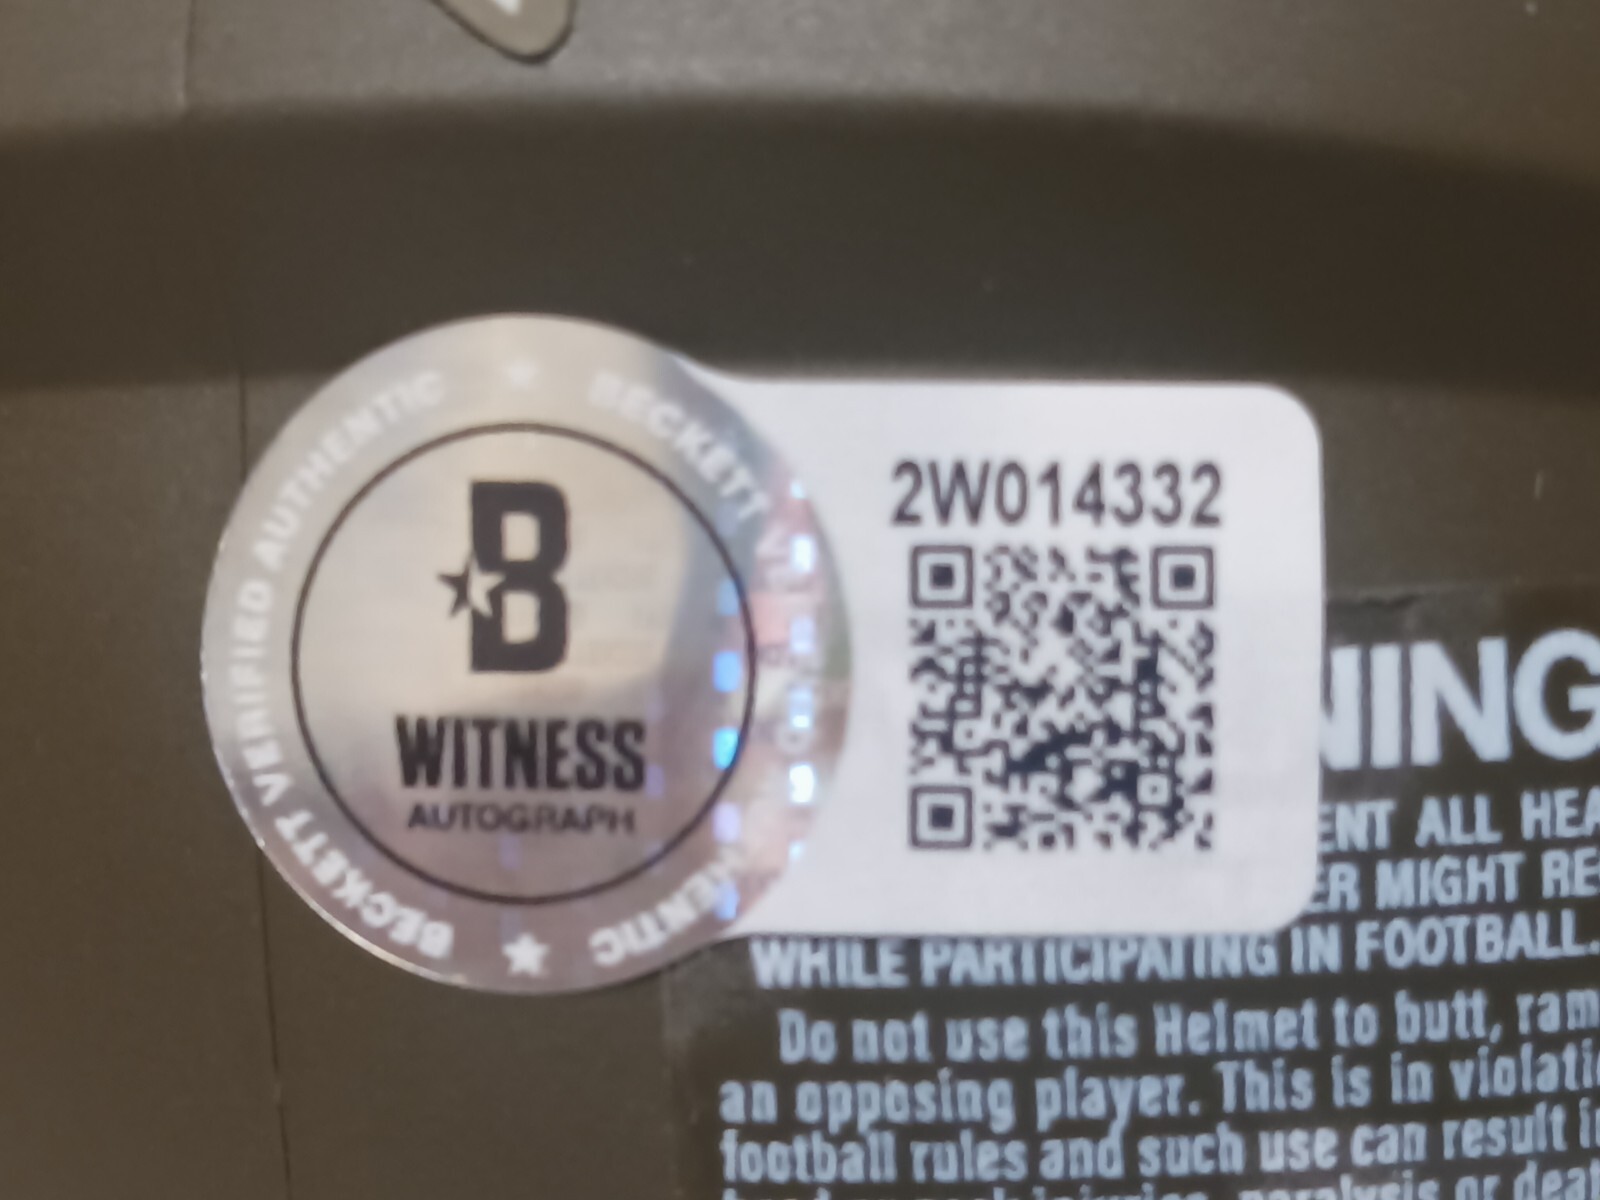 BECKETT VERIFIED AUTHENTIC
BECKETT
HENTIC
B
WITNESS
AUTOGRAPH
2W014332
NING
ENT ALL HEA
ER MIGHT RE
WHILE PARTICIPATING IN FOOTBALL.
Do not use this Helmet to butt, ram
an opposing player. This is in violati
football rules and such use can result in